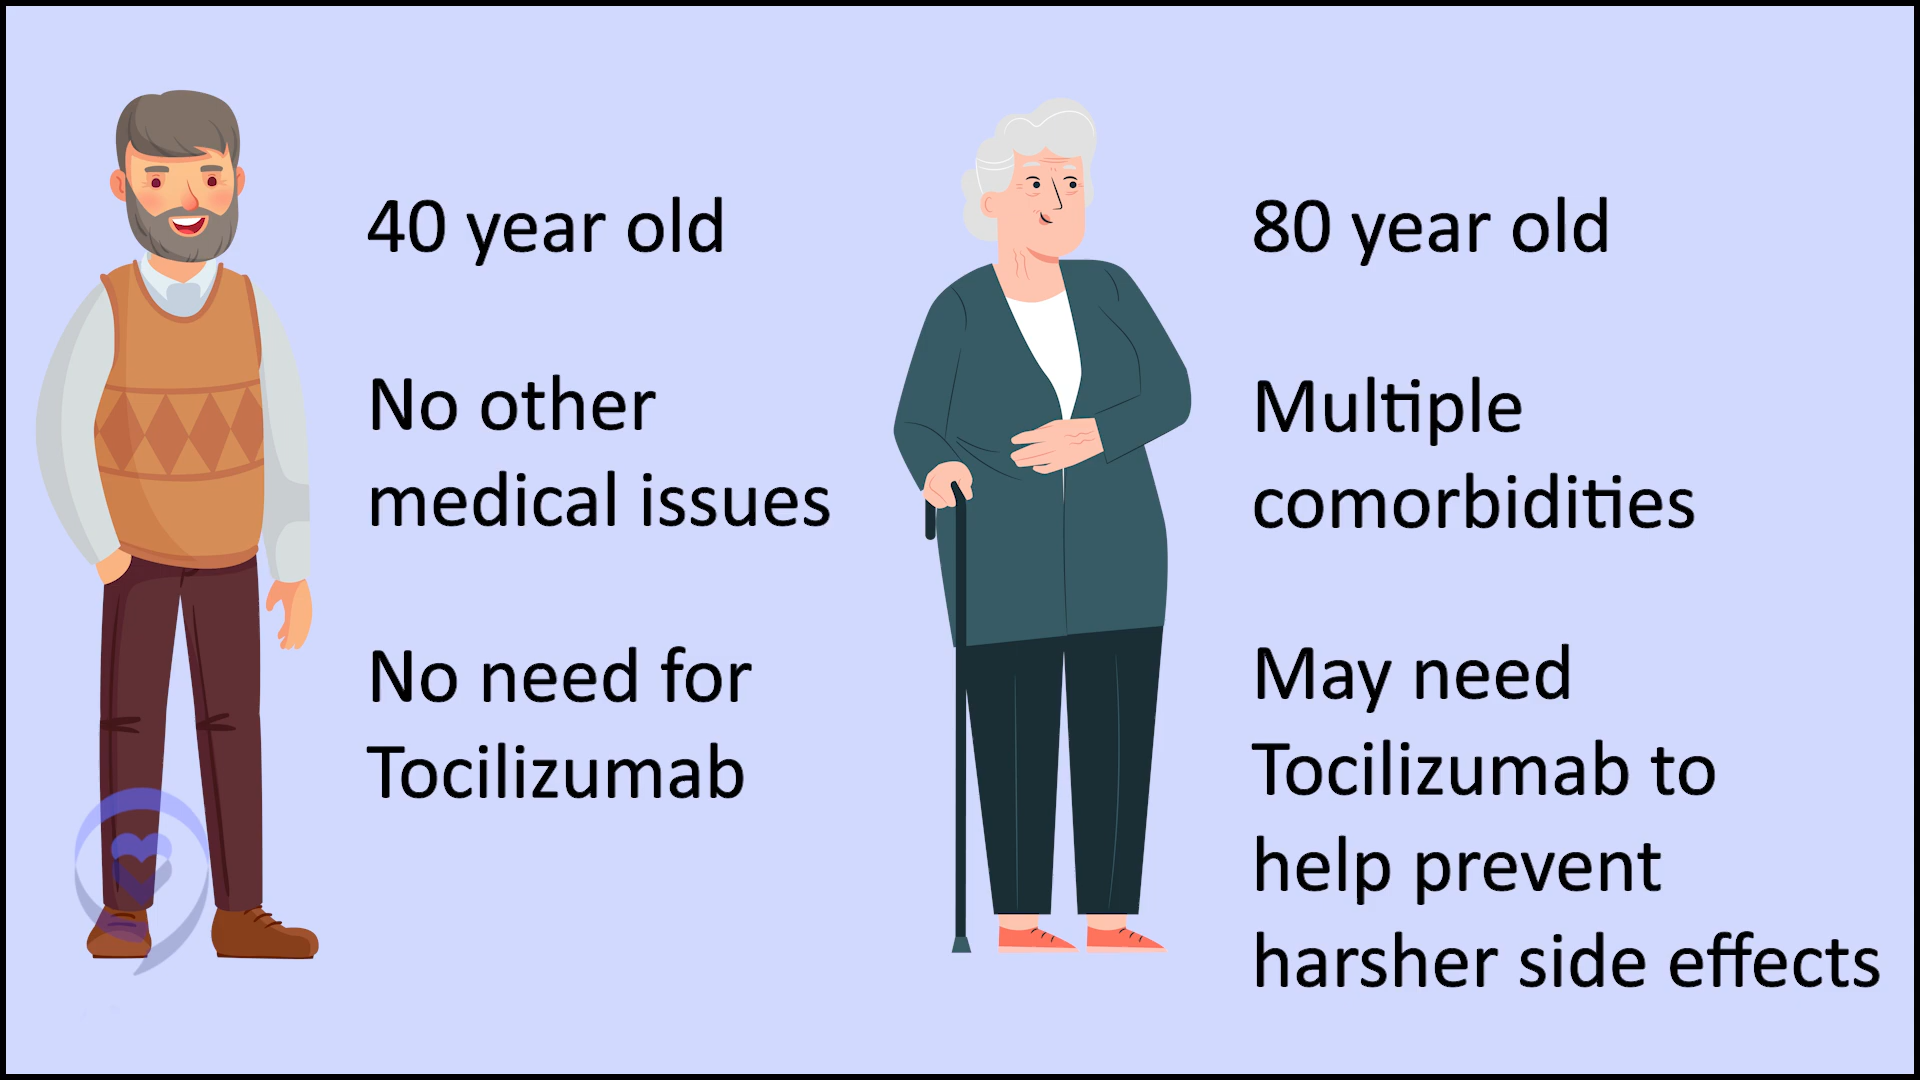 40 year old
No other
medical issues
No need for
Tocilizumab
80 year old
Multiple
comorbidities
May need
Tocilizumab to
help prevent
harsher side effects